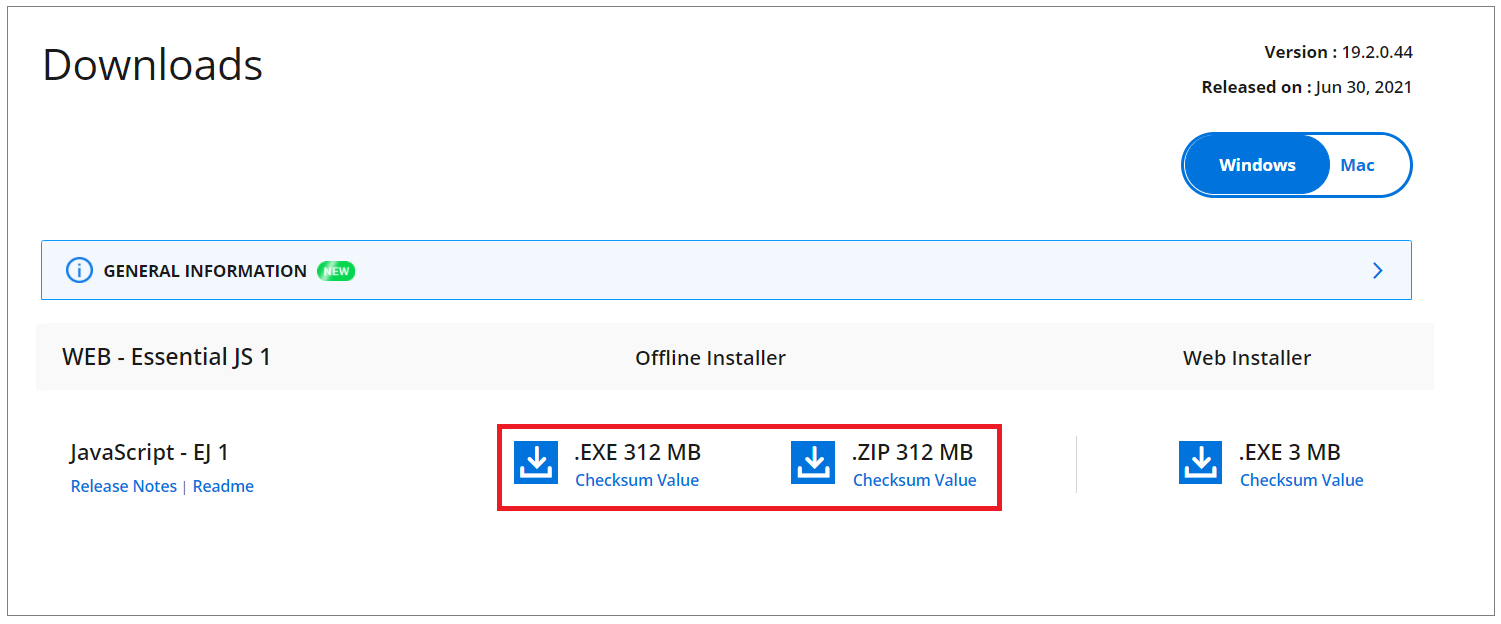 Downloads
Version : 19.2.0.44
Released on : Jun 30, 2021
Windows
Mac
GENERAL INFORMATION NEW
WEB - Essential JS 1
Offline Installer
Web Installer
JavaScript - EJ 1
Release Notes | Readme
.EXE 312 MB
Checksum Value
.ZIP 312 MB
Checksum Value
.EXE 3 MB
Checksum Value